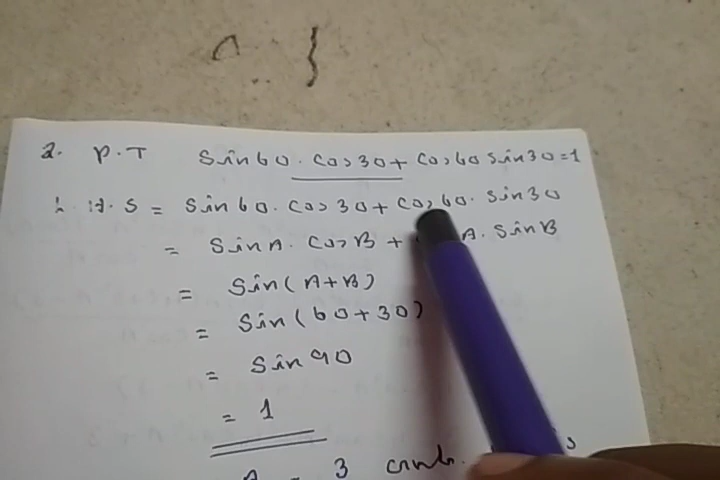 2. P.T Sin60.Cos30+Cos60 Sin30=1
L.H.S = Sin60.Cos30+Cos60.Sin30
= SinA.CosB + A.SinB
= Sin(A+B)
= Sin(60+30)
= Sin90
= 1
3